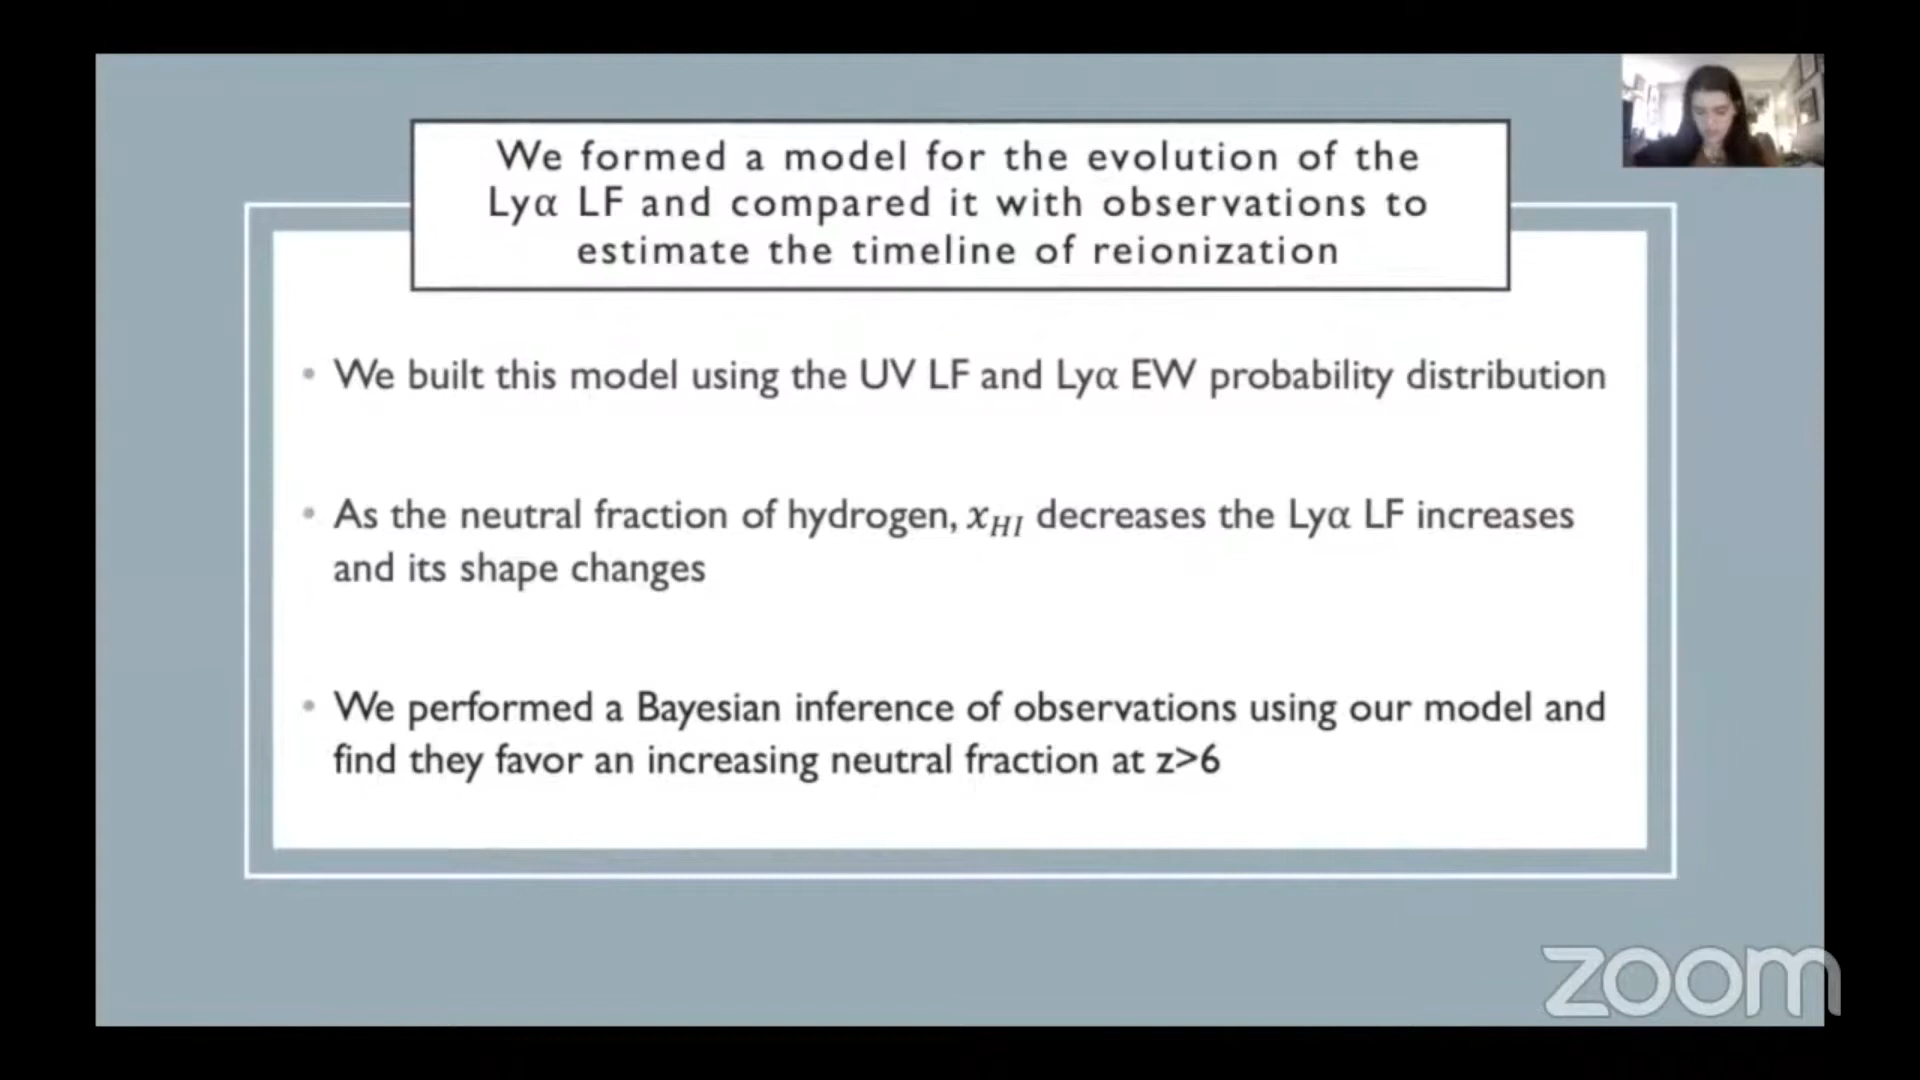 We formed a model for the evolution of the
Lyα LF and compared it with observations to
estimate the timeline of reionization
• We built this model using the UV LF and Lyα EW probability distribution
• As the neutral fraction of hydrogen, x_HI decreases the Lyα LF increases
and its shape changes
• We performed a Bayesian inference of observations using our model and
find they favor an increasing neutral fraction at z>6
zoom